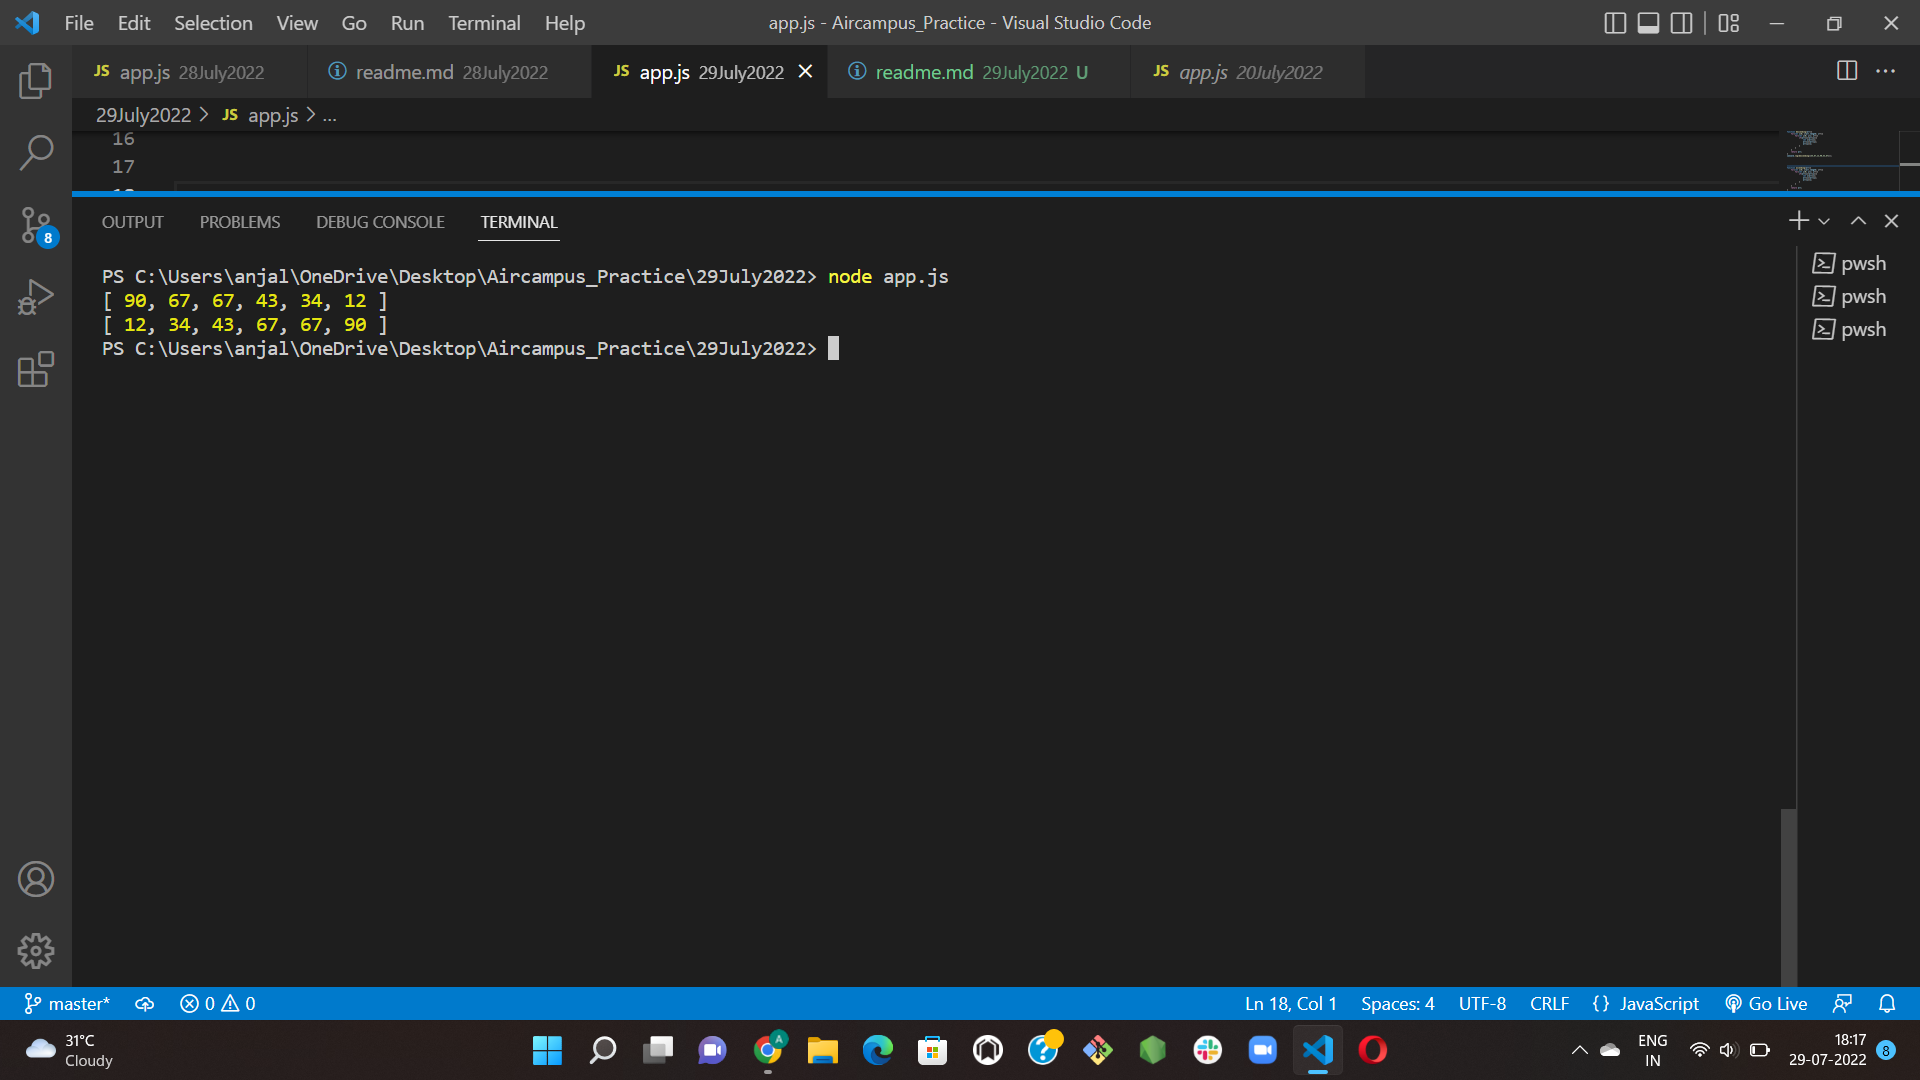 File Edit Selection View Go Run Terminal Help app.js - Aircampus_Practice - Visual Studio Code
JS app.js 28July2022 readme.md 28July2022 JS app.js 29July2022 readme.md 29July2022 U JS app.js 20July2022
29July2022 > JS app.js > ...
16
17
OUTPUT PROBLEMS DEBUG CONSOLE TERMINAL
PS C:\Users\anjal\OneDrive\Desktop\Aircampus_Practice\29July2022> node app.js
[ 90, 67, 67, 43, 34, 12 ]
[ 12, 34, 43, 67, 67, 90 ]
PS C:\Users\anjal\OneDrive\Desktop\Aircampus_Practice\29July2022>
pwsh
pwsh
pwsh
8
master* 0 0 Ln 18, Col 1 Spaces: 4 UTF-8 CRLF {} JavaScript Go Live
31°C
Cloudy
A
ENG
IN
18:17
29-07-2022
8